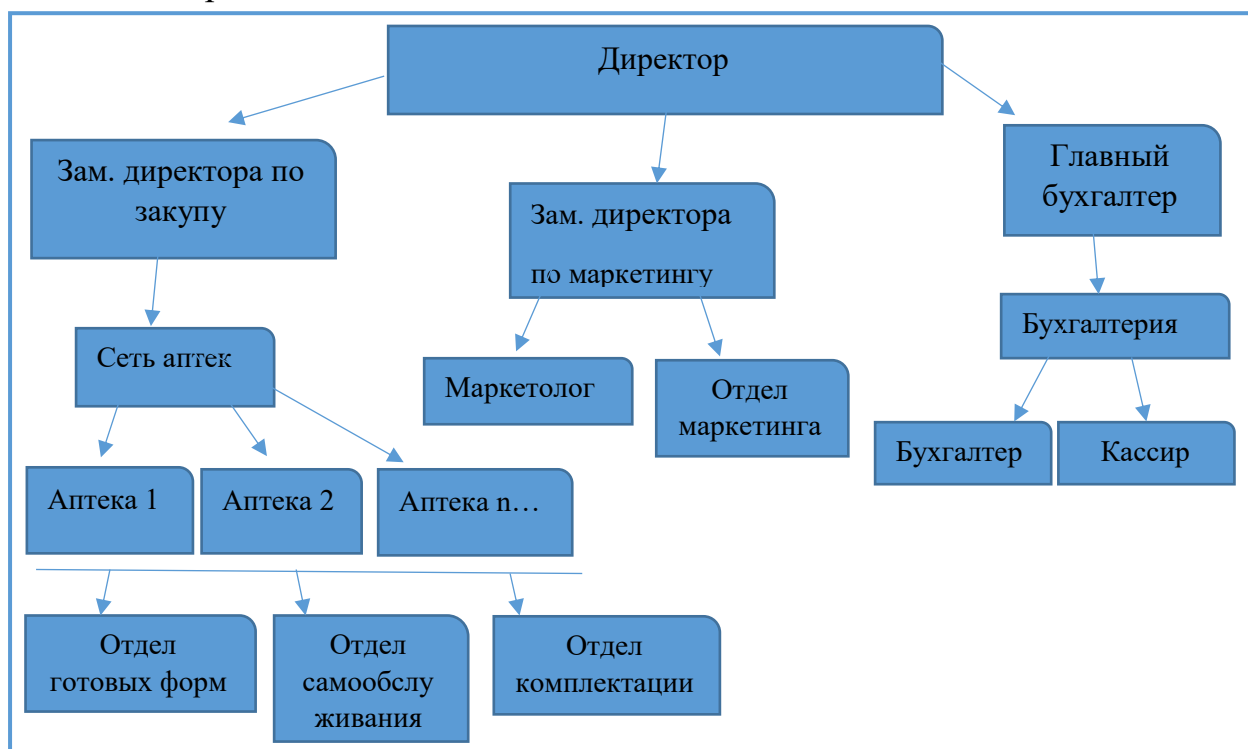 Директор
Зам. директора по
закупу
Зам. директора
по маркетингу
Главный
бухгалтер
Сеть аптек
Маркетолог
Отдел
маркетинга
Бухгалтерия
Бухгалтер
Кассир
Аптека 1
Аптека 2
Аптека n…
Отдел
готовых форм
Отдел
самообслу
живания
Отдел
комплектации